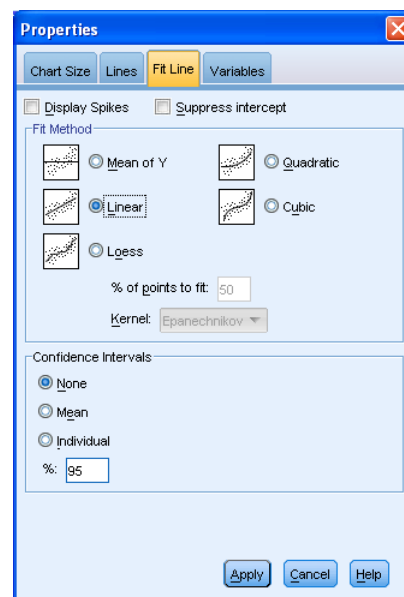 Properties
Chart Size Lines Fit Line Variables
Display Spikes Suppress intercept
Fit Method
Mean of Y Quadratic
Linear Cubic
Loess
% of points to fit: 50
Kernel: Epanechnikov
Confidence Intervals
None
Mean
Individual
%: 95
Apply Cancel Help